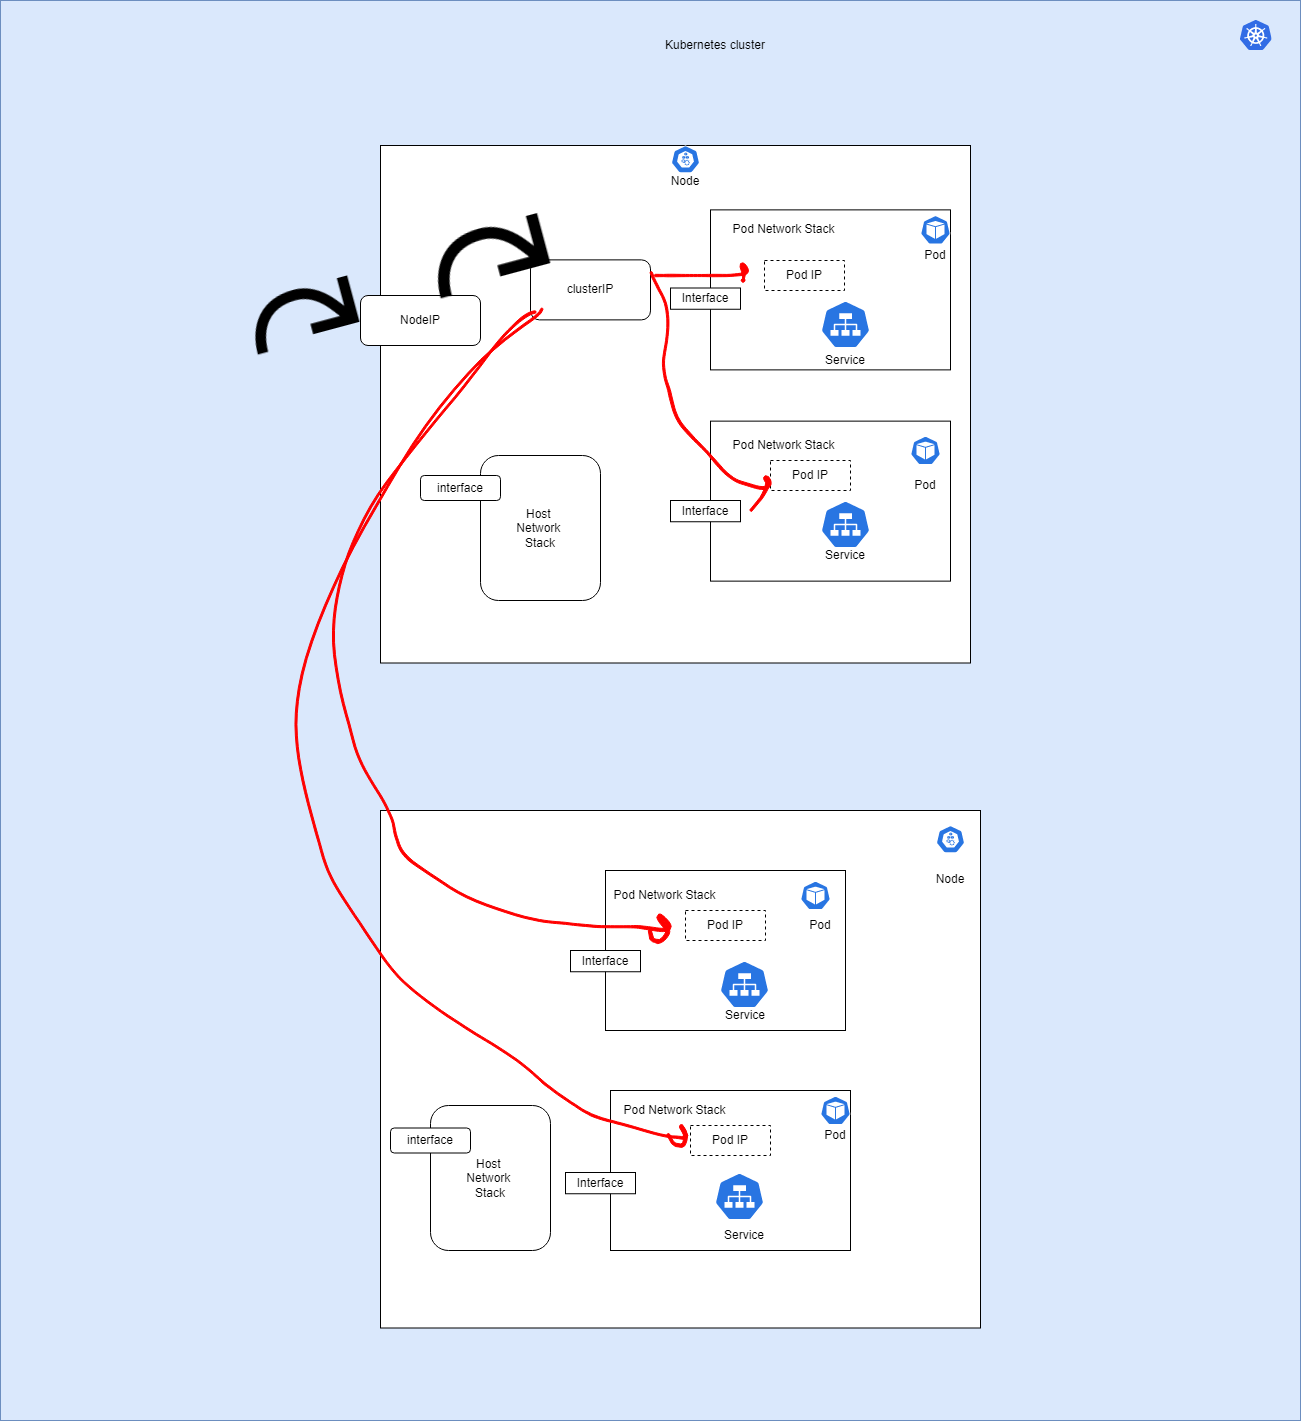 Kubernetes cluster
Node
Pod Network Stack
Pod
Pod IP
Interface
Service
clusterIP
NodeIP
Pod Network Stack
Pod IP
Pod
Interface
Service
interface
Host
Network
Stack
Node
Pod Network Stack
Pod IP
Pod
Interface
Service
Pod Network Stack
Pod
Pod IP
Interface
Service
interface
Host
Network
Stack